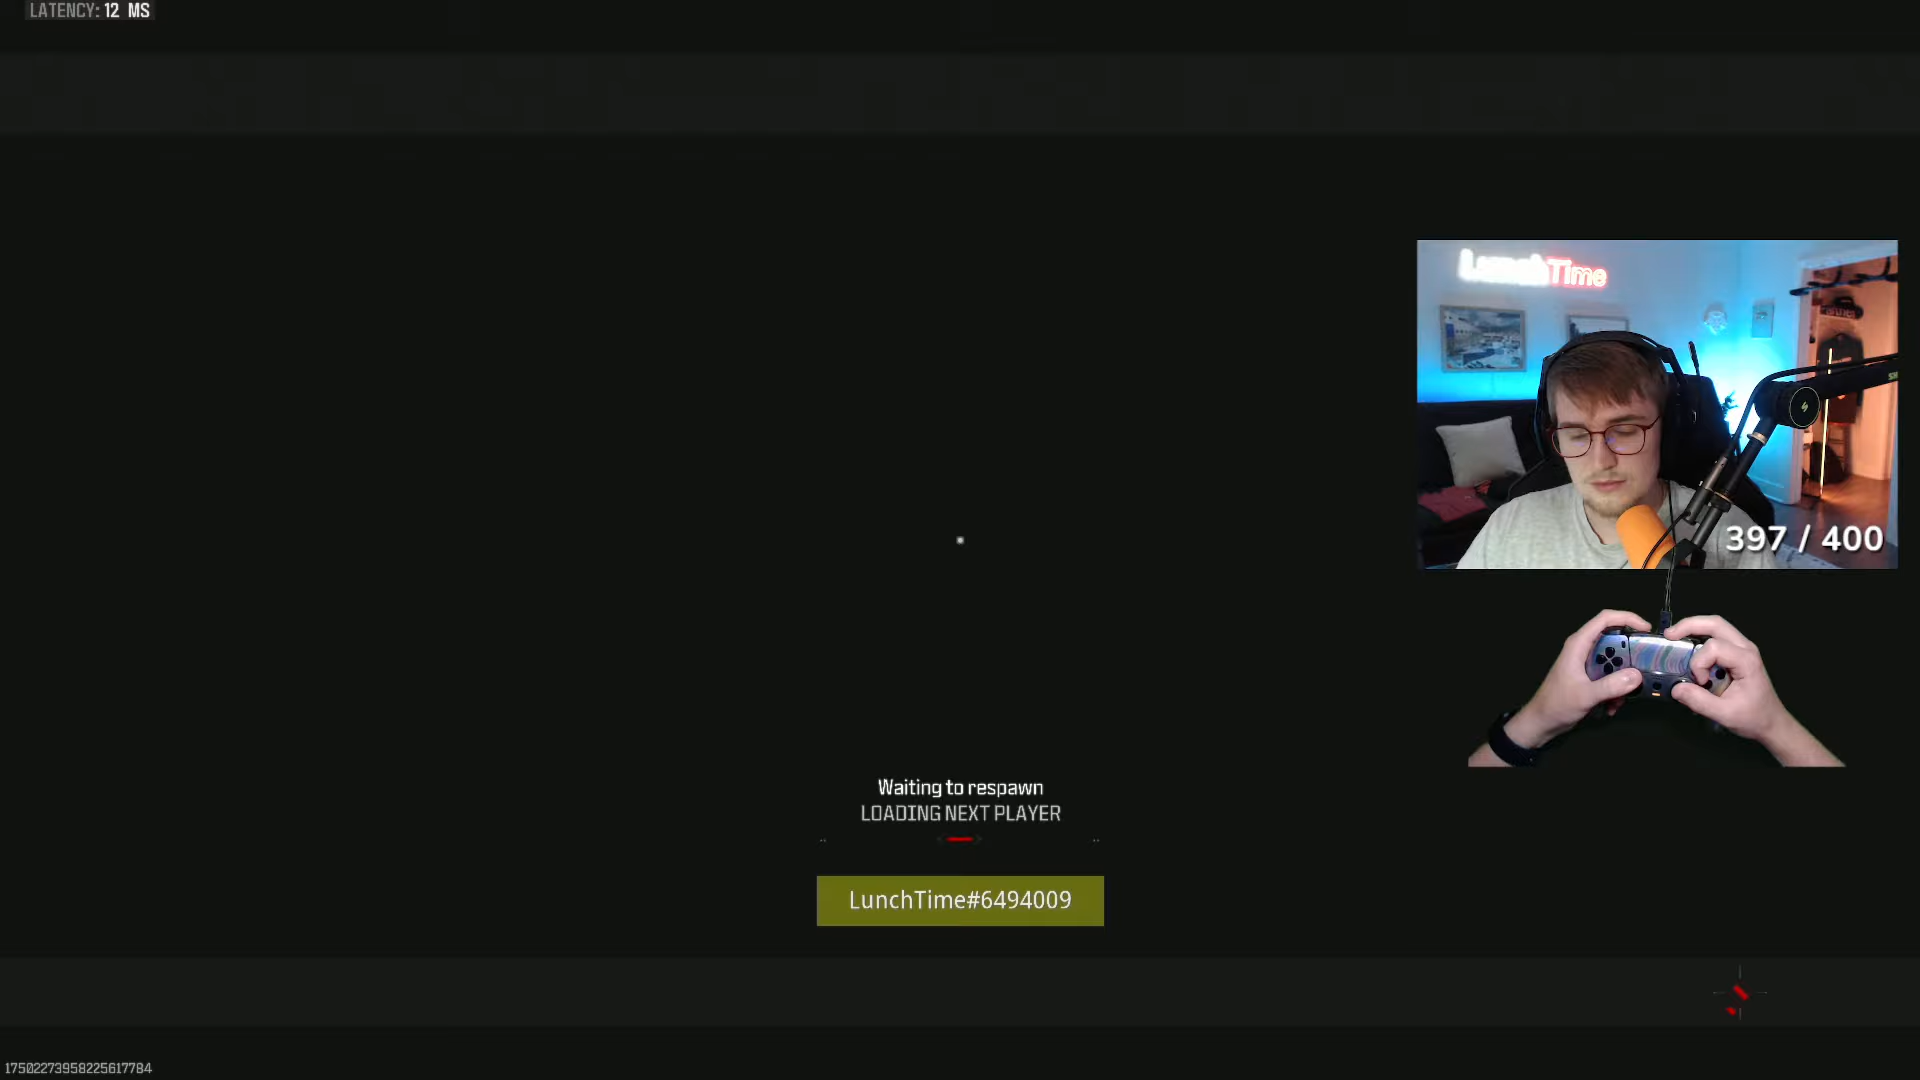 LATENCY: 12 MS
LunchTime
397 / 400
Waiting to respawn
LOADING NEXT PLAYER
LunchTime#6494009
17502273958225617784